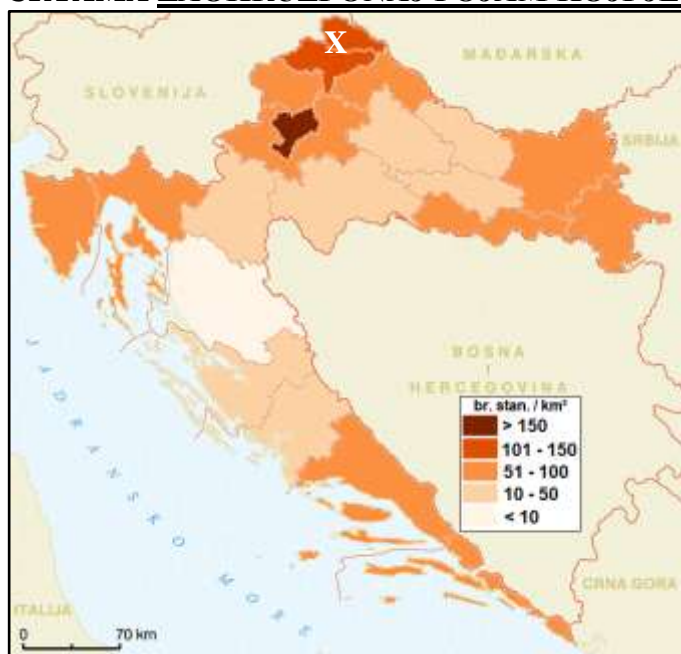 X
MAĐARSKA
SLOVENIJA
SRBIJA
BOSNA
I
HERCEGOVINA
br. stan. / km²
> 150
101 - 150
51 - 100
10 - 50
< 10
JADRANSKO MORE
CRNA GORA
ITALIJA
0 70 km